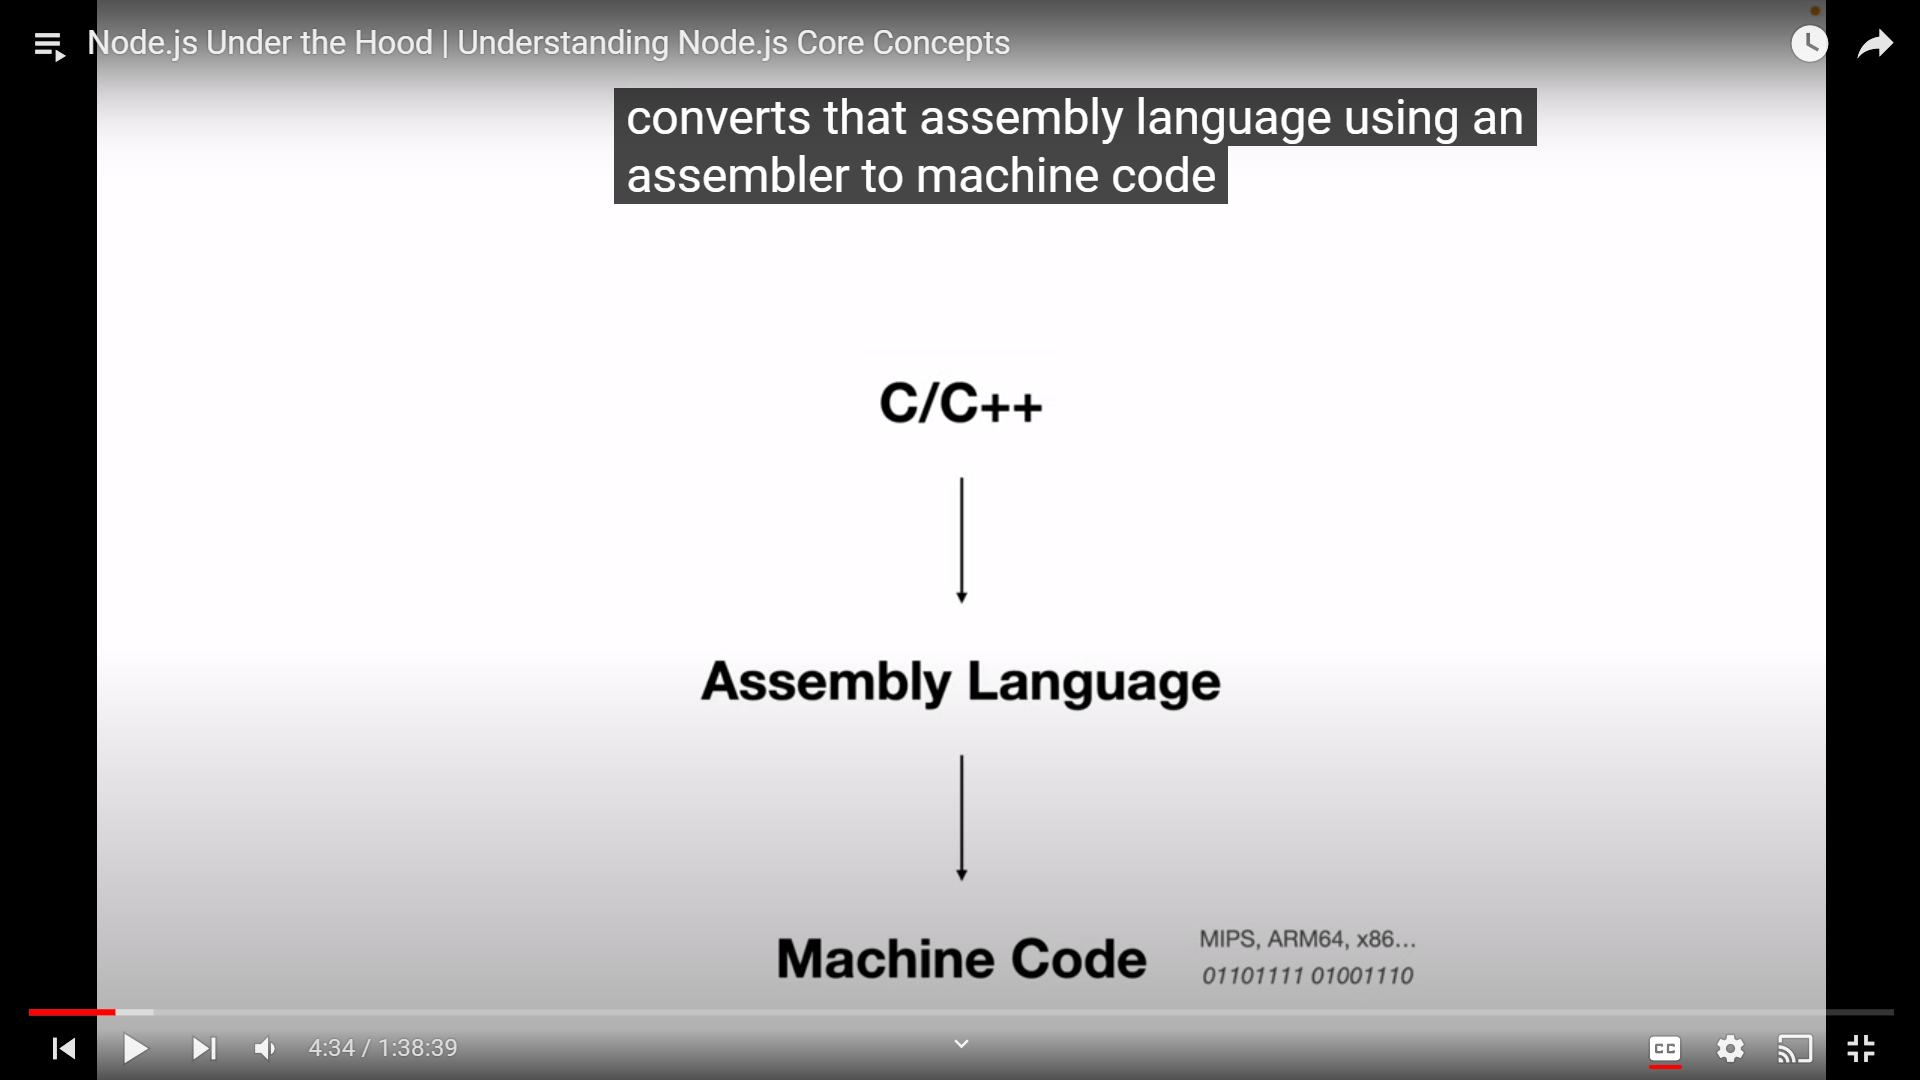 Node.js Under the Hood | Understanding Node.js Core Concepts
converts that assembly language using an
assembler to machine code
C/C++
Assembly Language
Machine Code
MIPS, ARM64, x86...
01101111 01001110
4:34 / 1:38:39
CC